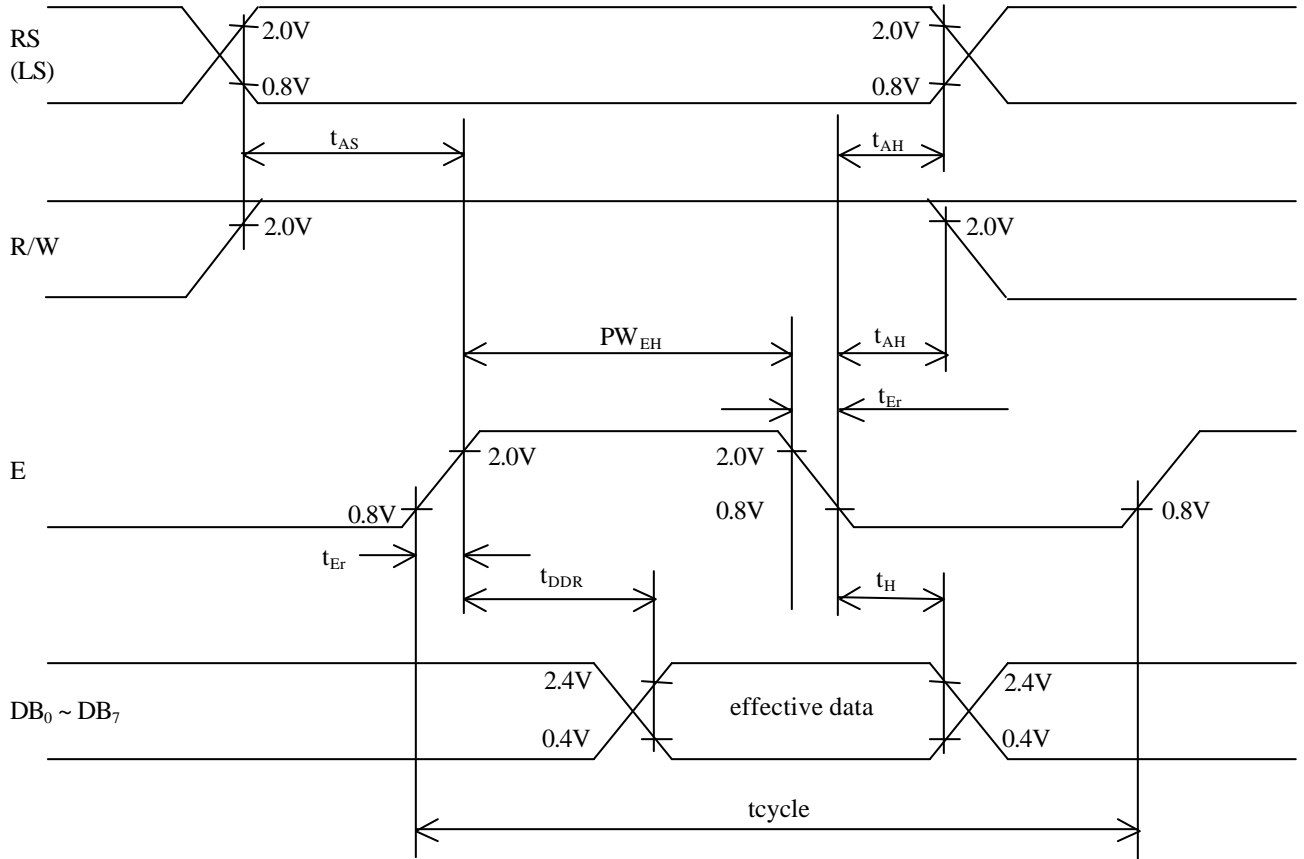 RS
(LS)
2.0V
2.0V
0.8V
0.8V
tAS
tAH
R/W
2.0V
2.0V
PWEH
tAH
tEr
E
2.0V
2.0V
0.8V
0.8V
0.8V
tEr
tDDR
tH
DB0 ~ DB7
2.4V
effective data
2.4V
0.4V
0.4V
tcycle